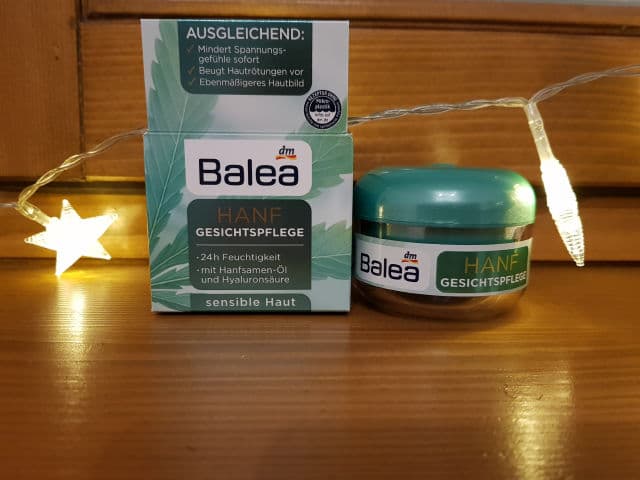 AUSGLEICHEND:
✓ Mindert Spannungs-
gefühle sofort
✓ Beugt Hautrötungen vor
✓ Ebenmäßigeres Hautbild
dm
Balea
HANF
GESICHTSPFLEGE
· 24h Feuchtigkeit
· mit Hanfsamen-Öl
und Hyaluronsäure
sensible Haut
dm
Balea
HANF
GESICHTSPFLEGE